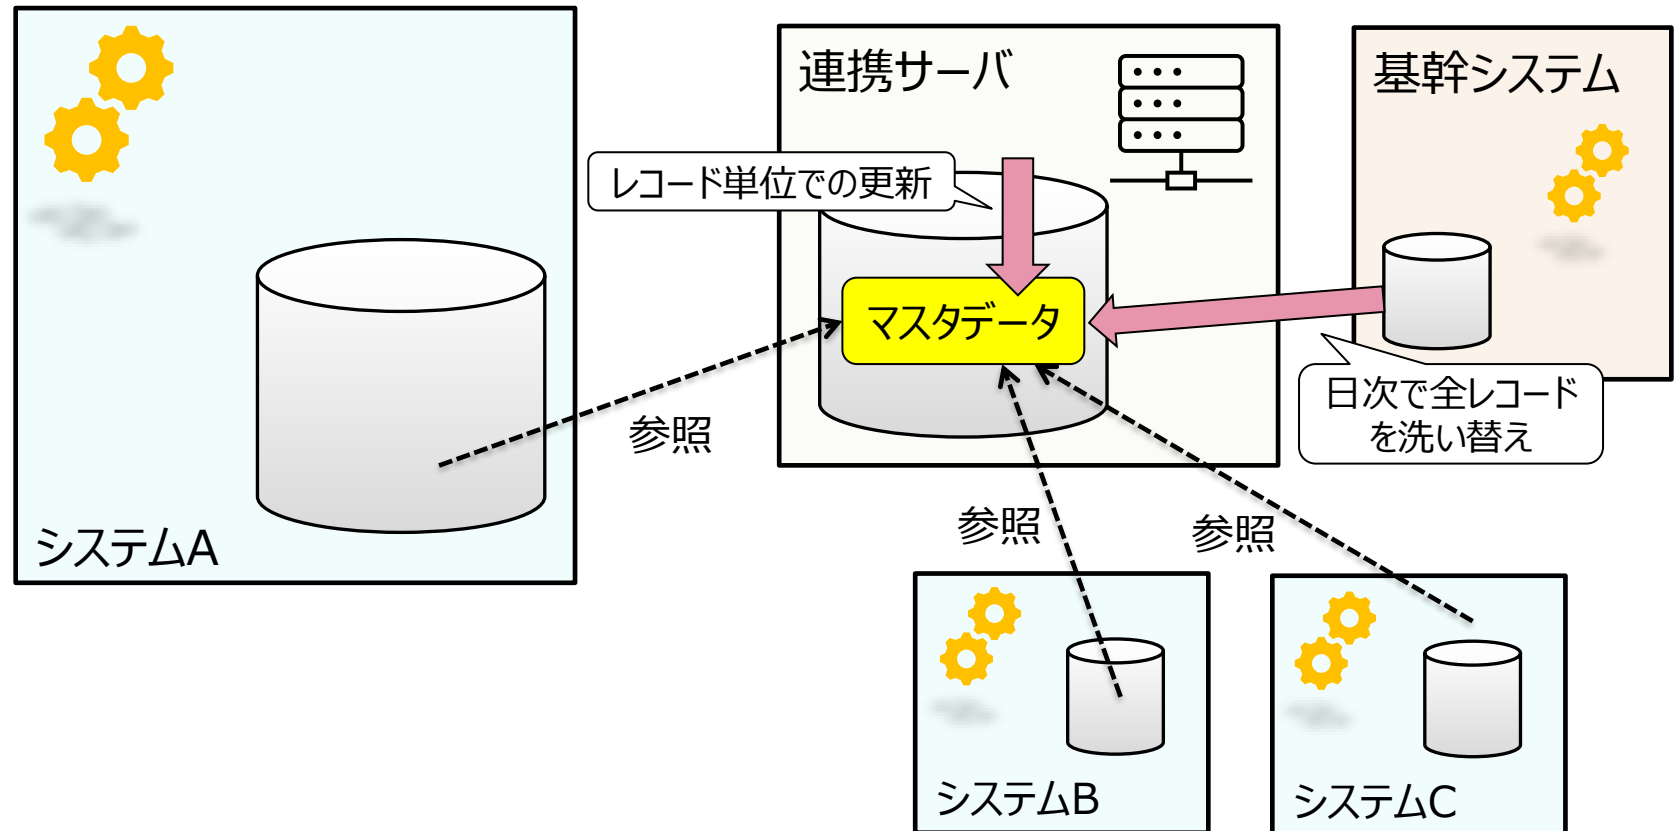 連携サーバ
基幹システム
レコード単位での更新
マスタデータ
日次で全レコード
を洗い替え
参照
参照
参照
システムA
システムB
システムC